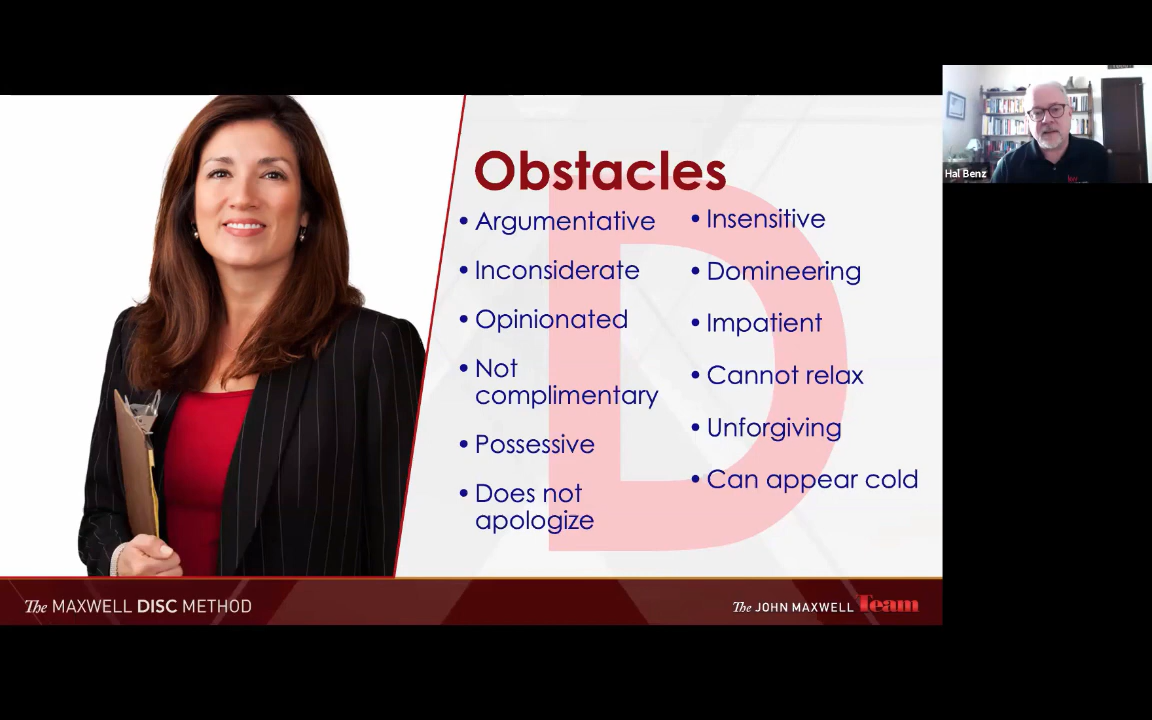 Obstacles
• Argumentative
• Inconsiderate
• Opinionated
• Not
complimentary
• Possessive
• Does not
apologize
• Insensitive
• Domineering
• Impatient
• Cannot relax
• Unforgiving
• Can appear cold
D
The MAXWELL DISC METHOD
The JOHN MAXWELL Team
Hal Benz